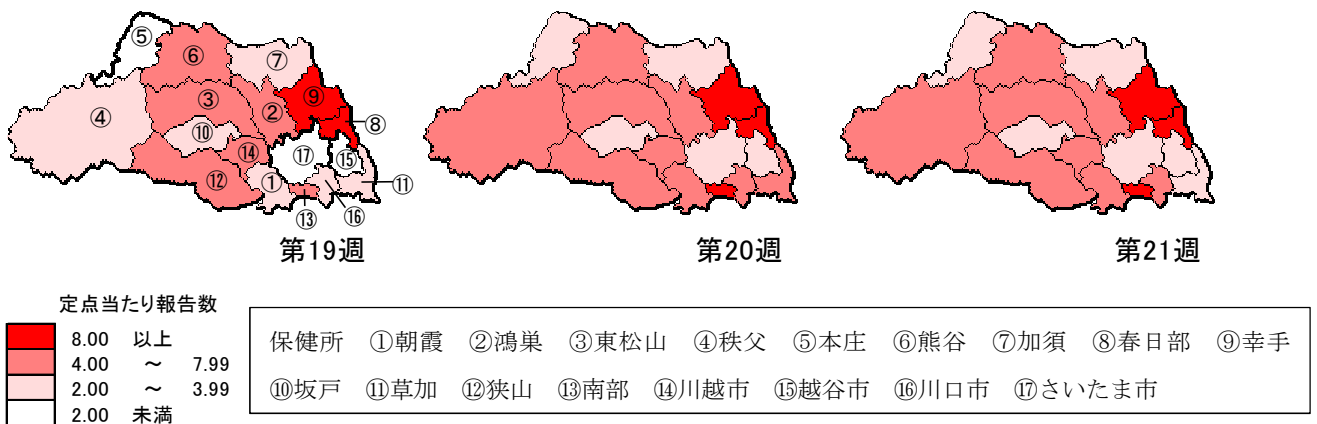 ⑤
⑥
⑦
④
③
②
⑨
⑧
⑩
⑭
⑰
⑮
⑫
①
⑪
⑬
⑯
第19週
第20週
第21週
定点当たり報告数
8.00 以上
4.00 ～ 7.99
2.00 ～ 3.99
2.00 未満
保健所 ①朝霞 ②鴻巣 ③東松山 ④秩父 ⑤本庄 ⑥熊谷 ⑦加須 ⑧春日部 ⑨幸手
⑩坂戸 ⑪草加 ⑫狭山 ⑬南部 ⑭川越市 ⑮越谷市 ⑯川口市 ⑰さいたま市